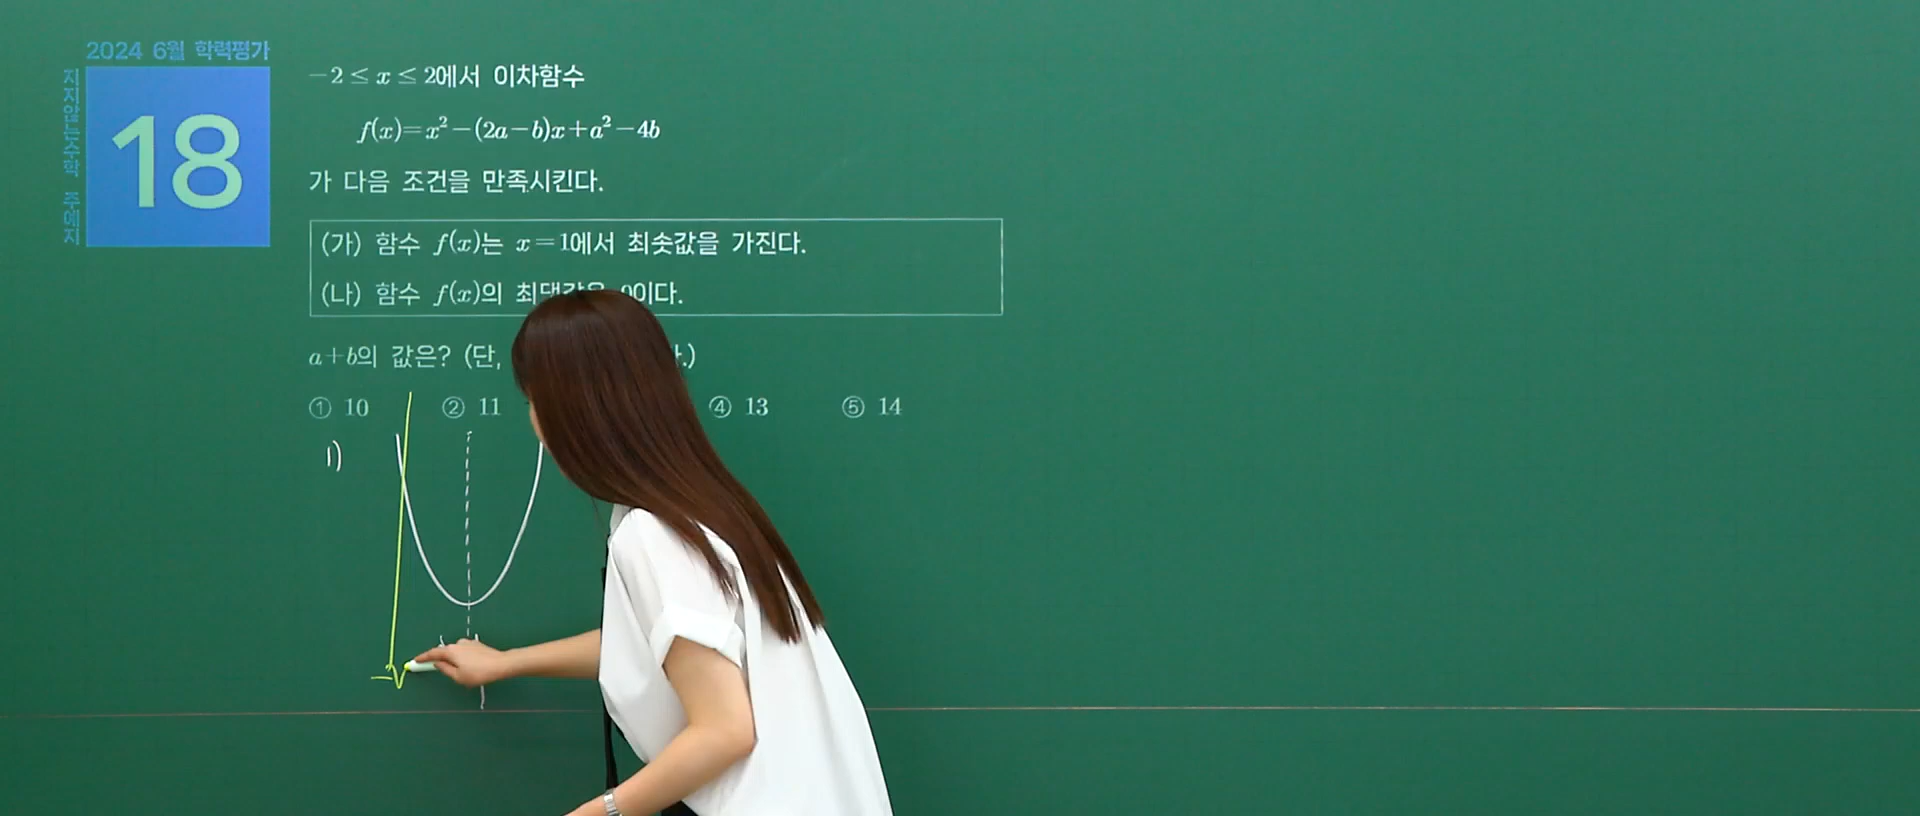 2024 6월 학력평가
지지않는수학 주예지
18
-2 ≤ x ≤ 2에서 이차함수
f(x)=x²-(2a-b)x+a²-4b
가 다음 조건을 만족시킨다.
(가) 함수 f(x)는 x=1에서 최솟값을 가진다.
(나) 함수 f(x)의 0이다.
a+b의 값은? (단, .)
① 10 ② 11 ④ 13 ⑤ 14
1)